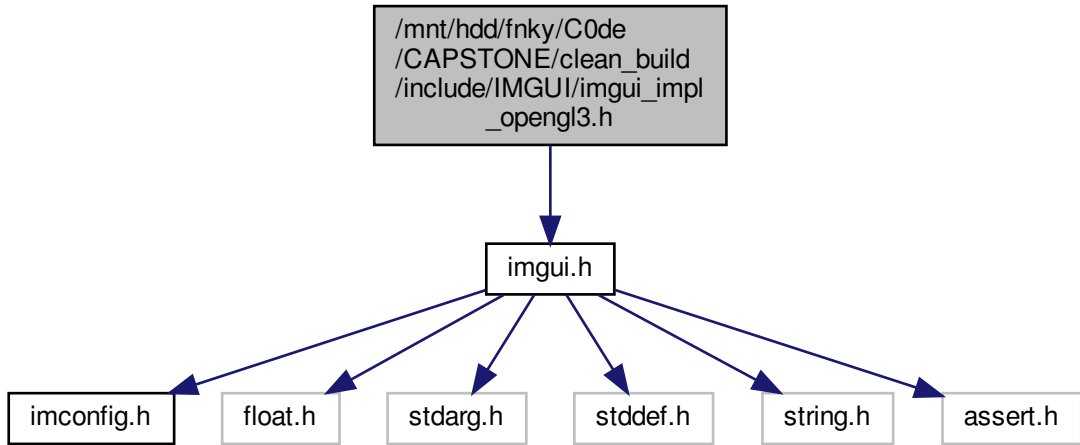 /mnt/hdd/fnky/C0de
/CAPSTONE/clean_build
/include/IMGUI/imgui_impl
_opengl3.h
imgui.h
imconfig.h
float.h
stdarg.h
stddef.h
string.h
assert.h